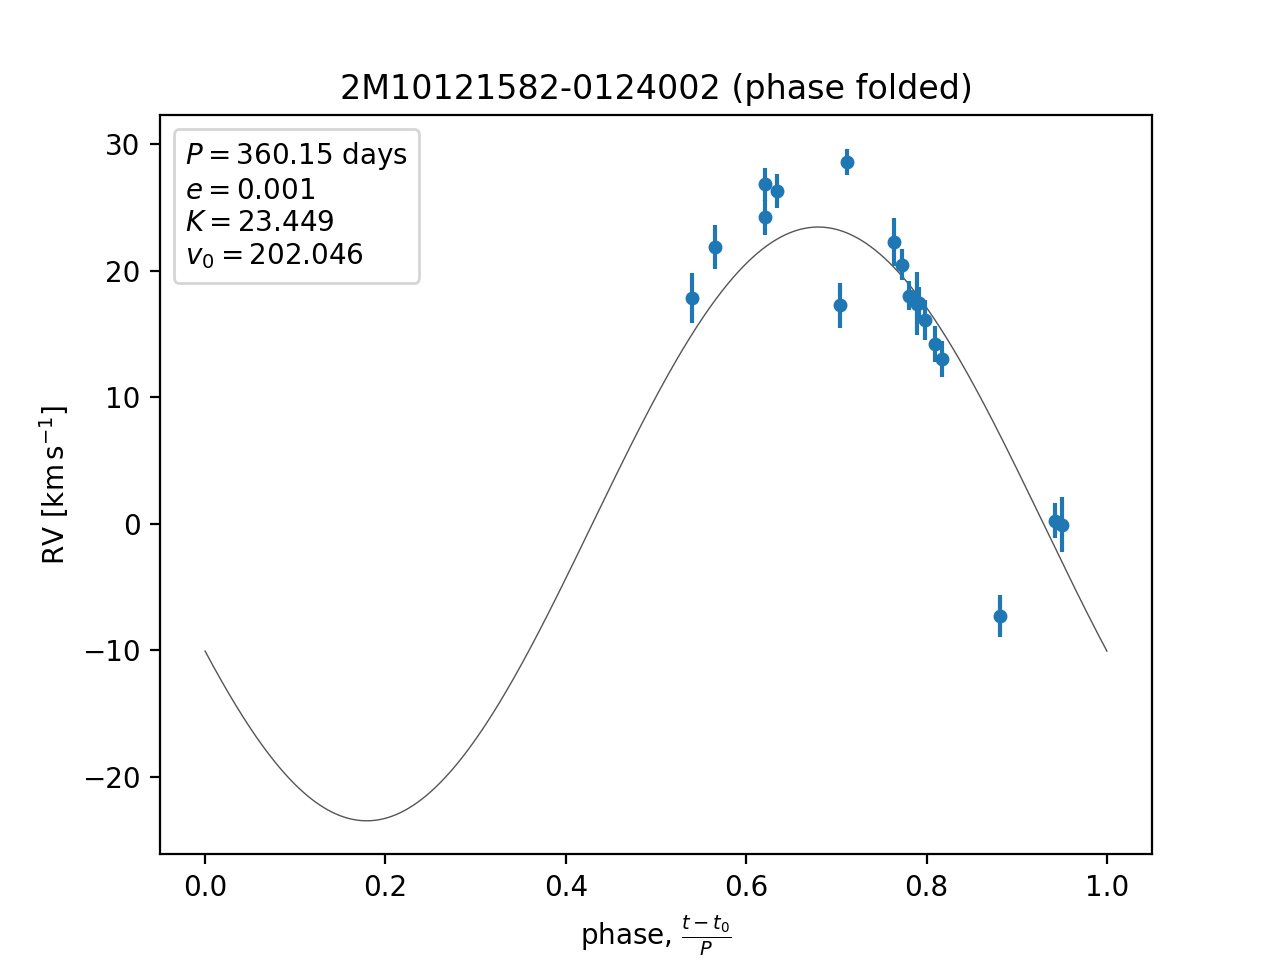 2M10121582-0124002 (phase folded)
P = 360.15 days
e = 0.001
K = 23.449
v₀ = 202.046
30
20
10
0
−10
−20
RV [km s⁻¹]
0.0 0.2 0.4 0.6 0.8 1.0
phase, (t − t₀)/P